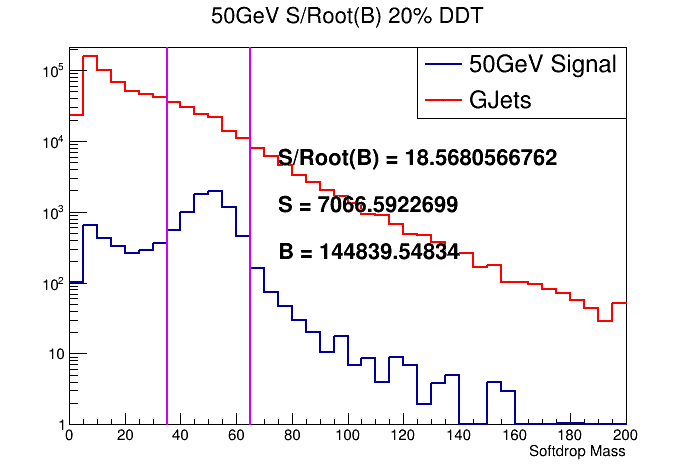 50GeV S/Root(B) 20% DDT
50GeV Signal
GJets
S/Root(B) = 18.5680566762
S = 7066.5922699
B = 144839.54834
10^5
10^4
10^3
10^2
10
1
0 20 40 60 80 100 120 140 160 180 200
Softdrop Mass